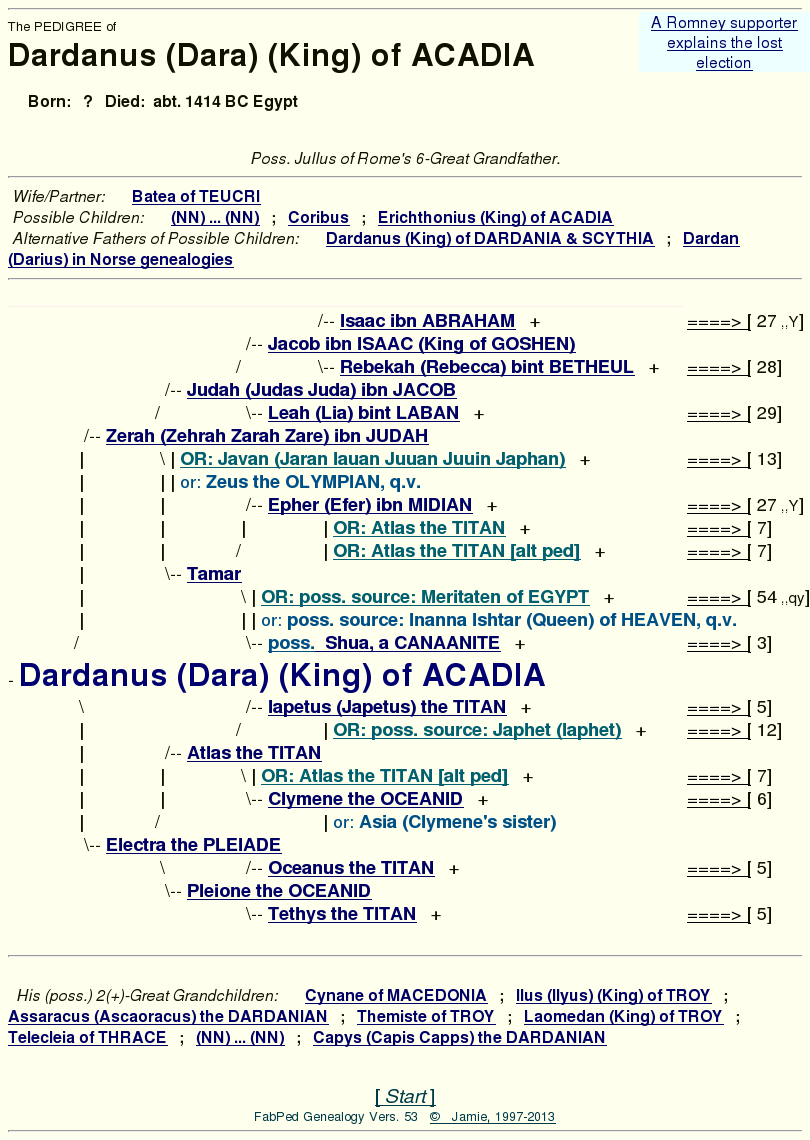 The PEDIGREE of
Dardanus (Dara) (King) of ACADIA
A Romney supporter
explains the lost
election
Born: ? Died: abt. 1414 BC Egypt
Poss. Jullus of Rome's 6-Great Grandfather.
Wife/Partner: Batea of TEUCRI
Possible Children: (NN) ... (NN) ; Coribus ; Erichthonius (King) of ACADIA
Alternative Fathers of Possible Children: Dardanus (King) of DARDANIA & SCYTHIA ; Dardan
(Darius) in Norse genealogies
/-- Isaac ibn ABRAHAM + ====> [ 27 ,,Y]
/-- Jacob ibn ISAAC (King of GOSHEN)
/ \-- Rebekah (Rebecca) bint BETHEUL + ====> [ 28]
/-- Judah (Judas Juda) ibn JACOB
/ \-- Leah (Lia) bint LABAN + ====> [ 29]
/-- Zerah (Zehrah Zarah Zare) ibn JUDAH
| \ | OR: Javan (Jaran Iauan Juuan Juuin Japhan) + ====> [ 13]
| | | or: Zeus the OLYMPIAN, q.v.
| | /-- Epher (Efer) ibn MIDIAN + ====> [ 27 ,,Y]
| | | | OR: Atlas the TITAN + ====> [ 7]
| | / | OR: Atlas the TITAN [alt ped] + ====> [ 7]
| \-- Tamar
| \ | OR: poss. source: Meritaten of EGYPT + ====> [ 54 ,,qy]
| | | or: poss. source: Inanna Ishtar (Queen) of HEAVEN, q.v.
/ \-- poss. Shua, a CANAANITE + ====> [ 3]
- Dardanus (Dara) (King) of ACADIA
\ /-- Iapetus (Japetus) the TITAN + ====> [ 5]
| / | OR: poss. source: Japhet (Iaphet) + ====> [ 12]
| /-- Atlas the TITAN
| | \ | OR: Atlas the TITAN [alt ped] + ====> [ 7]
| | \-- Clymene the OCEANID + ====> [ 6]
| / | or: Asia (Clymene's sister)
\-- Electra the PLEIADE
\ /-- Oceanus the TITAN + ====> [ 5]
\-- Pleione the OCEANID
\-- Tethys the TITAN + ====> [ 5]
His (poss.) 2(+)-Great Grandchildren: Cynane of MACEDONIA ; Ilus (Ilyus) (King) of TROY ;
Assaracus (Ascaoracus) the DARDANIAN ; Themiste of TROY ; Laomedan (King) of TROY ;
Telecleia of THRACE ; (NN) ... (NN) ; Capys (Capis Capps) the DARDANIAN
[ Start ]
FabPed Genealogy Vers. 53 © Jamie, 1997-2013